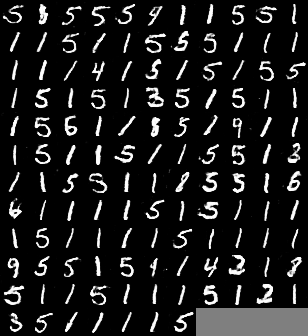 5 8 5 5 5 9 1 1 5 5 1
1 1 5 1 1 5 5 5 1 1 1
1 1 1 4 1 5 1 5 1 5 5
1 5 1 5 1 3 5 1 5 1 1
1 5 6 1 1 8 5 1 9 1 1
1 5 1 1 5 1 1 5 5 1 3
1 1 5 5 1 1 8 5 5 1 6
6 1 1 1 1 5 1 5 1 1 1
1 5 1 1 1 1 5 1 1 1 1
9 5 5 1 5 9 1 4 3 1 8
5 1 1 5 1 1 1 5 1 2 1
3 5 1 1 1 1 5